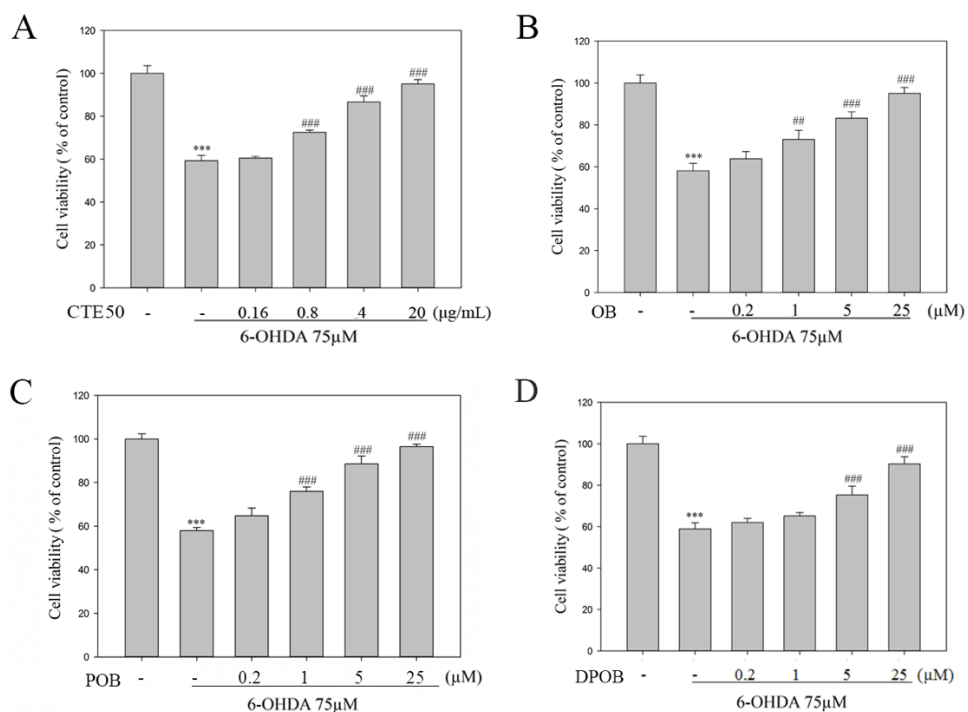 A
Cell viability ( % of control)
120
100
80
60
40
20
0
***
###
###
###
CTE50 - - 0.16 0.8 4 20 (µg/mL)
6-OHDA 75µM
B
Cell viability ( % of control)
120
100
80
60
40
20
0
***
##
###
###
OB - - 0.2 1 5 25 (µM)
6-OHDA 75µM
C
Cell viability ( % of control)
120
100
80
60
40
20
0
***
###
###
###
POB - - 0.2 1 5 25 (µM)
6-OHDA 75µM
D
Cell viability ( % of control)
120
100
80
60
40
20
0
***
###
###
DPOB - - 0.2 1 5 25 (µM)
6-OHDA 75µM